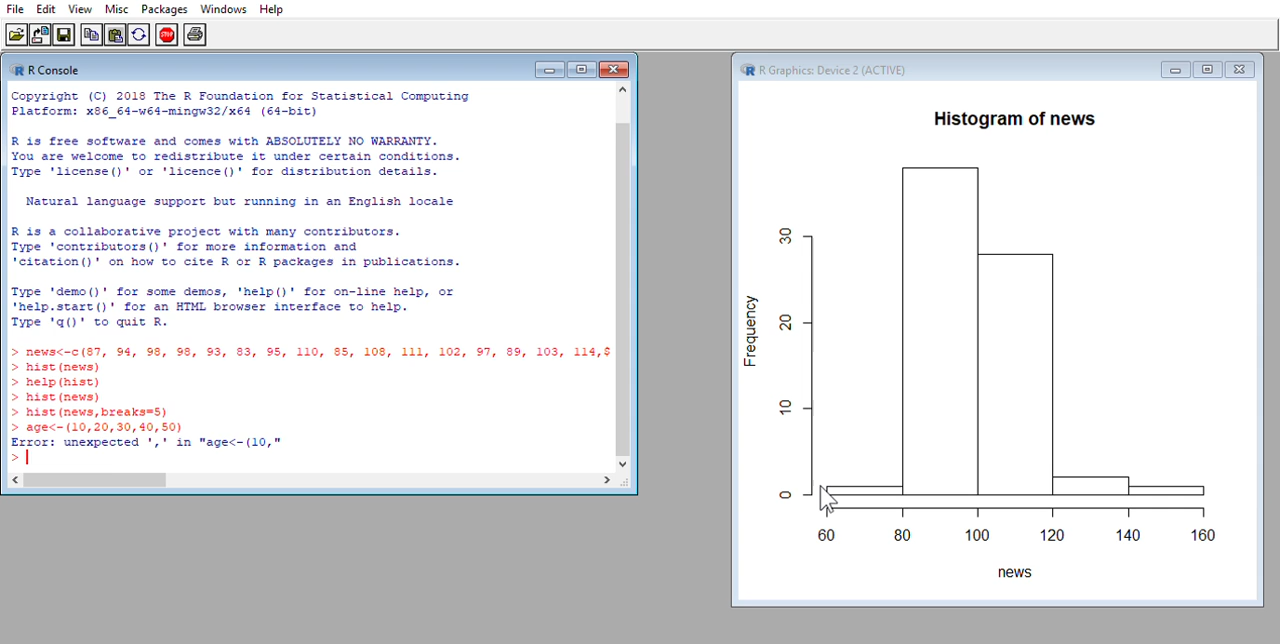 File Edit View Misc Packages Windows Help
STOP
R R Console
Copyright (C) 2018 The R Foundation for Statistical Computing
Platform: x86_64-w64-mingw32/x64 (64-bit)
R is free software and comes with ABSOLUTELY NO WARRANTY.
You are welcome to redistribute it under certain conditions.
Type 'license()' or 'licence()' for distribution details.
Natural language support but running in an English locale
R is a collaborative project with many contributors.
Type 'contributors()' for more information and
'citation()' on how to cite R or R packages in publications.
Type 'demo()' for some demos, 'help()' for on-line help, or
'help.start()' for an HTML browser interface to help.
Type 'q()' to quit R.
> news<-c(87, 94, 98, 98, 93, 83, 95, 110, 85, 108, 111, 102, 97, 89, 103, 114,$
> hist(news)
> help(hist)
> hist(news)
> hist(news,breaks=5)
> age<-(10,20,30,40,50)
Error: unexpected ',' in "age<-(10,"
>
R R Graphics: Device 2 (ACTIVE)
Histogram of news
Frequency
30
20
10
0
60 80 100 120 140 160
news